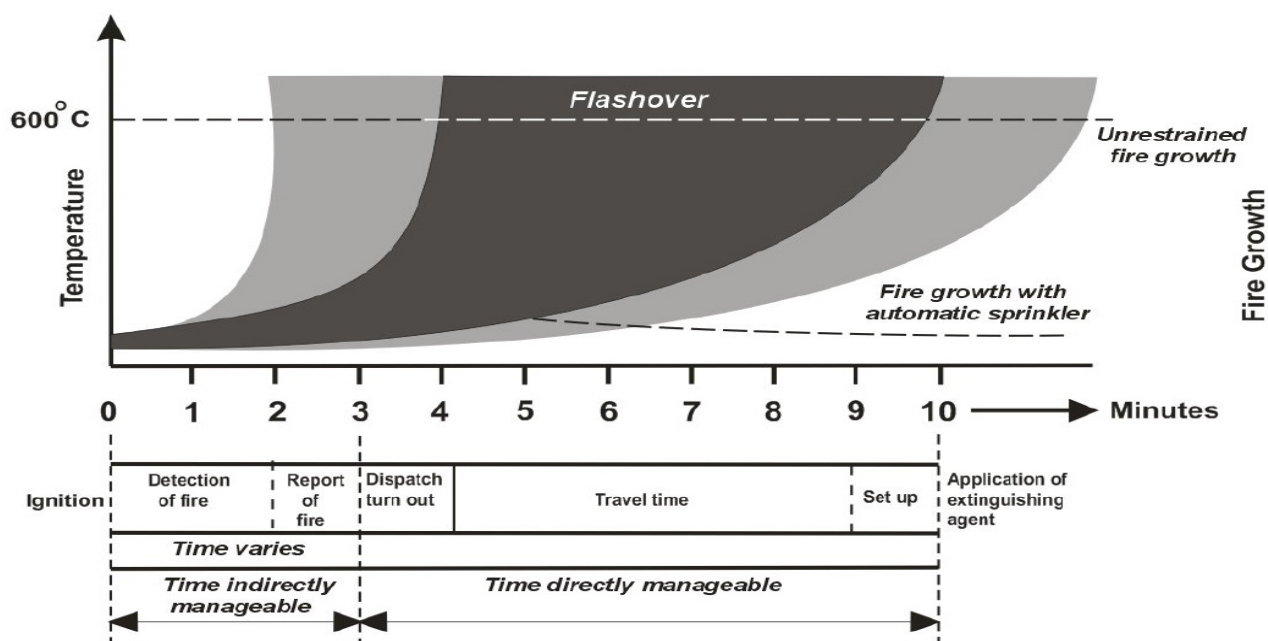 Flashover
600°C
Unrestrained
fire growth
Temperature
Fire Growth
Fire growth with
automatic sprinkler
0 1 2 3 4 5 6 7 8 9 10 Minutes
Ignition
Detection
of fire
Report
of
fire
Dispatch
turn out
Travel time
Set up
Application of
extinguishing
agent
Time varies
Time indirectly
manageable
Time directly manageable